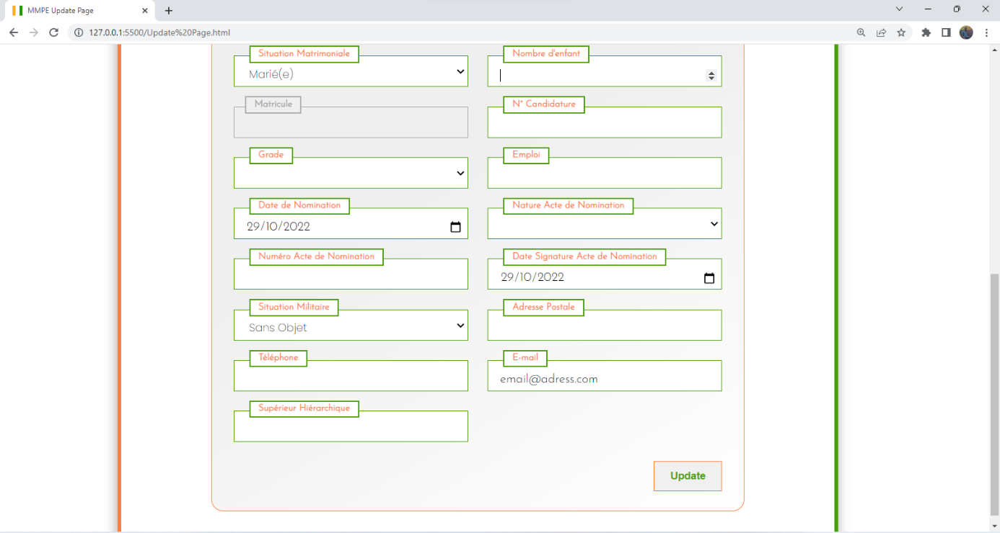 MMPE Update Page
127.0.0.1:5500/Update%20Page.html
Situation Matrimoniale
Nombre d'enfant
Marié(e)
Matricule
N° Candidature
Grade
Emploi
Date de Nomination
Nature Acte de Nomination
29/10/2022
Numéro Acte de Nomination
Date Signature Acte de Nomination
29/10/2022
Situation Militaire
Adresse Postale
Sans Objet
Téléphone
E-mail
email@adress.com
Supérieur Hiérarchique
Update